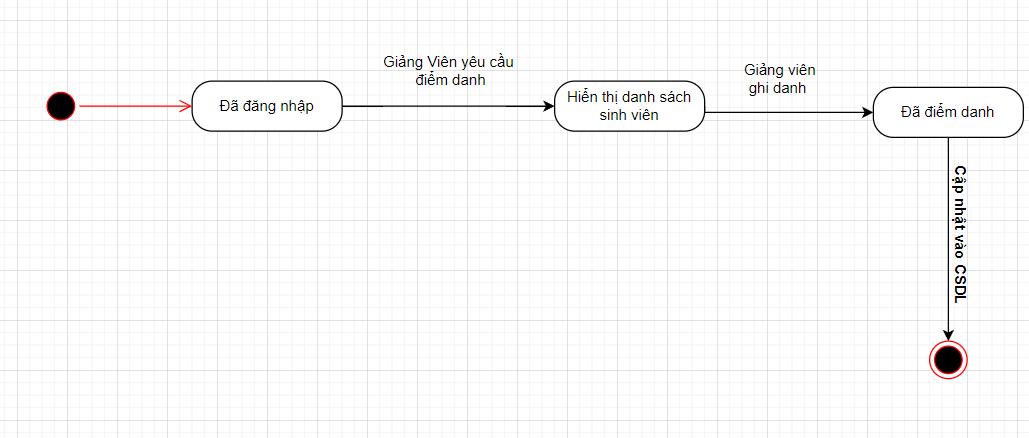 Đã đăng nhập
Giảng Viên yêu cầu
điểm danh
Hiển thị danh sách
sinh viên
Giảng viên
ghi danh
Đã điểm danh
Cập nhật vào CSDL